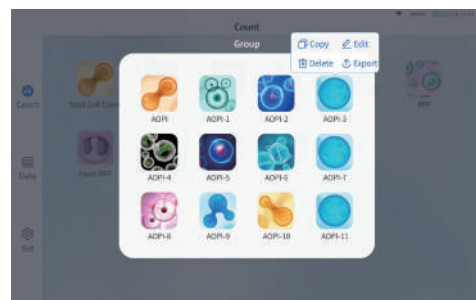 Count
Group
Copy Edit
Delete Export
Count
Total Cell Count
AOPI
AOPI-1
AOPI-2
AOPI-3
Data
AOPI-4
AOPI-5
AOPI-6
AOPI-7
Set
AOPI-8
AOPI-9
AOPI-10
AOPI-11